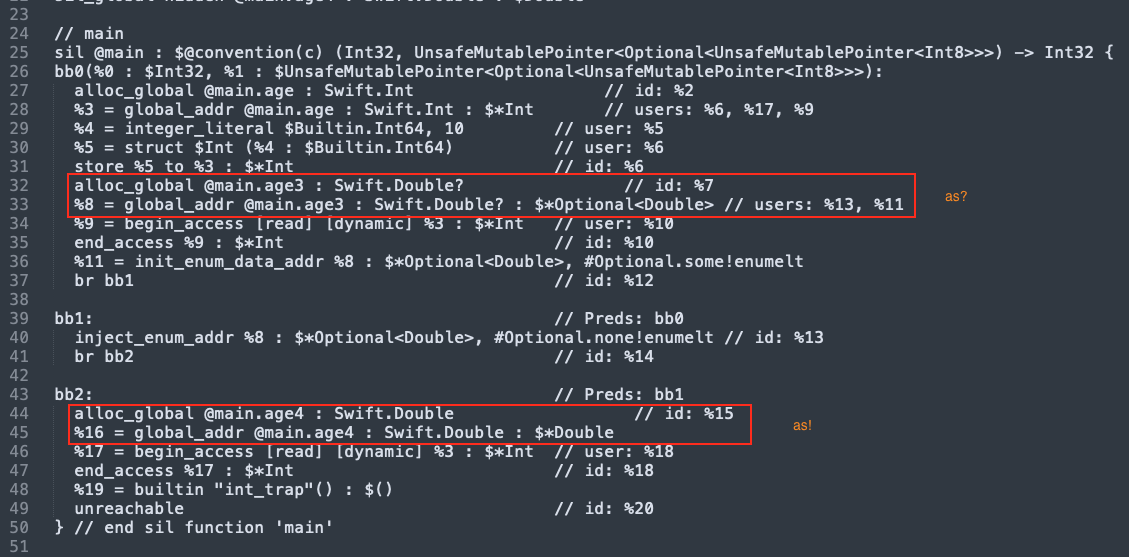 23
24 // main
25 sil @main : $@convention(c) (Int32, UnsafeMutablePointer<Optional<UnsafeMutablePointer<Int8>>>) -> Int32 {
26 bb0(%0 : $Int32, %1 : $UnsafeMutablePointer<Optional<UnsafeMutablePointer<Int8>>>):
27   alloc_global @main.age : Swift.Int              // id: %2
28   %3 = global_addr @main.age : Swift.Int : $*Int       // users: %6, %17, %9
29   %4 = integer_literal $Builtin.Int64, 10         // user: %5
30   %5 = struct $Int (%4 : $Builtin.Int64)          // user: %6
31   store %5 to %3 : $*Int                          // id: %6
32   alloc_global @main.age3 : Swift.Double?                // id: %7
33   %8 = global_addr @main.age3 : Swift.Double? : $*Optional<Double> // users: %13, %11 as?
34   %9 = begin_access [read] [dynamic] %3 : $*Int   // user: %10
35   end_access %9 : $*Int                           // id: %10
36   %11 = init_enum_data_addr %8 : $*Optional<Double>, #Optional.some!enumelt
37   br bb1                                          // id: %12
38
39 bb1:                                              // Preds: bb0
40   inject_enum_addr %8 : $*Optional<Double>, #Optional.none!enumelt // id: %13
41   br bb2                                          // id: %14
42
43 bb2:                                              // Preds: bb1
44   alloc_global @main.age4 : Swift.Double                  // id: %15
45   %16 = global_addr @main.age4 : Swift.Double : $*Double as!
46   %17 = begin_access [read] [dynamic] %3 : $*Int  // user: %18
47   end_access %17 : $*Int                          // id: %18
48   %19 = builtin "int_trap"() : $()
49   unreachable                                     // id: %20
50 } // end sil function 'main'
51